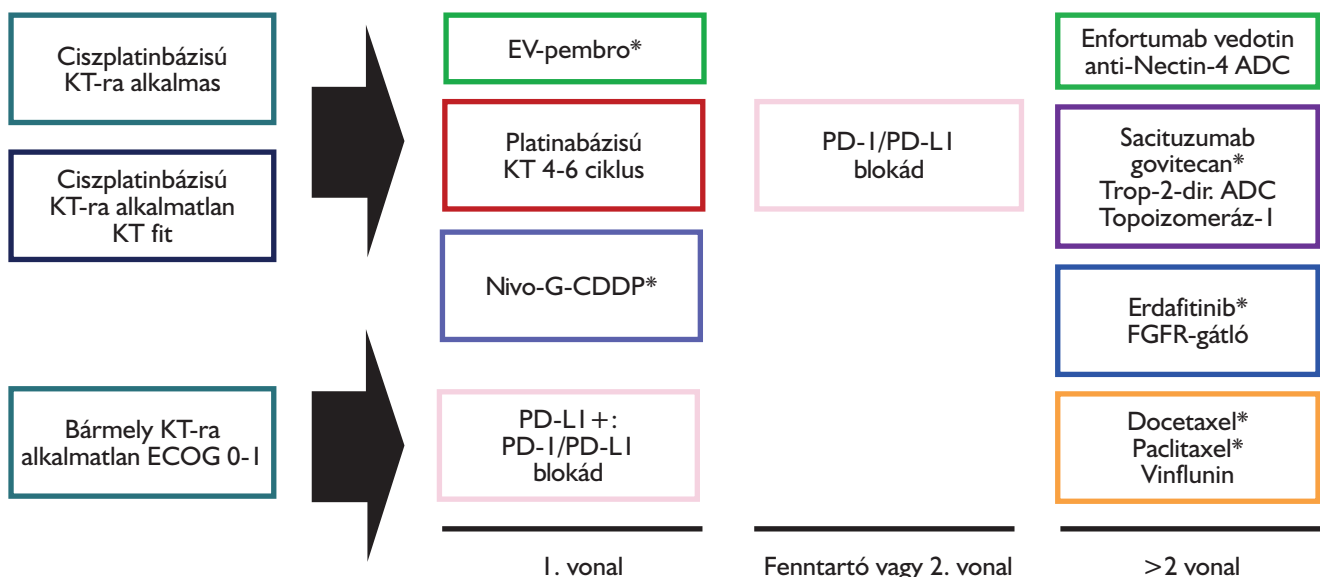 Ciszplatinbázisú
KT-ra alkalmas
Ciszplatinbázisú
KT-ra alkalmatlan
KT fit
Bármely KT-ra
alkalmatlan ECOG 0-1
EV-pembro*
Platinabázisú
KT 4-6 ciklus
Nivo-G-CDDP*
PD-L1+:
PD-1/PD-L1
blokád
1. vonal
PD-1/PD-L1
blokád
Fenntartó vagy 2. vonal
Enfortumab vedotin
anti-Nectin-4 ADC
Sacituzumab
govitecan*
Trop-2-dir. ADC
Topoizomeráz-1
Erdafitinib*
FGFR-gátló
Docetaxel*
Paclitaxel*
Vinflunin
>2 vonal